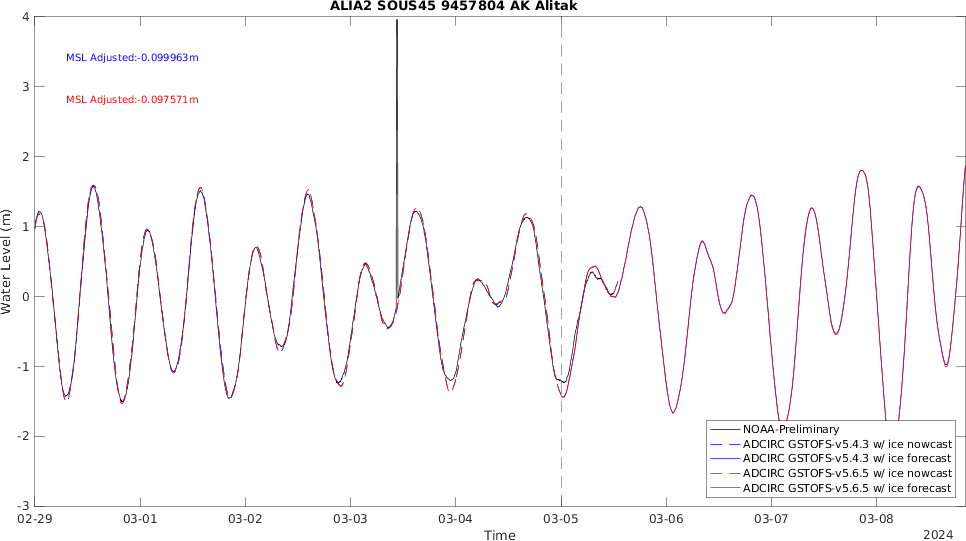 ALIA2 SOUS45 9457804 AK Alitak
MSL Adjusted:-0.099963m
MSL Adjusted:-0.097571m
Water Level (m)
4
3
2
1
0
-1
-2
-3
NOAA-Preliminary
ADCIRC GSTOFS-v5.4.3 w/ ice nowcast
ADCIRC GSTOFS-v5.4.3 w/ ice forecast
ADCIRC GSTOFS-v5.6.5 w/ ice nowcast
ADCIRC GSTOFS-v5.6.5 w/ ice forecast
02-29 03-01 03-02 03-03 03-04 03-05 03-06 03-07 03-08
Time
2024